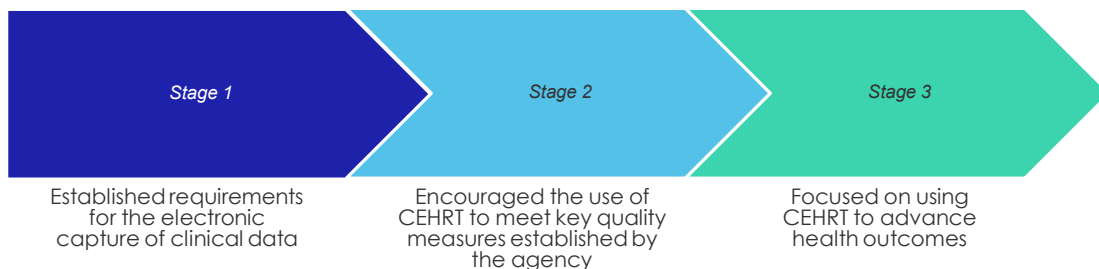 Stage 1
Stage 2
Stage 3
Established requirements
for the electronic
capture of clinical data
Encouraged the use of
CEHRT to meet key quality
measures established by
the agency
Focused on using
CEHRT to advance
health outcomes